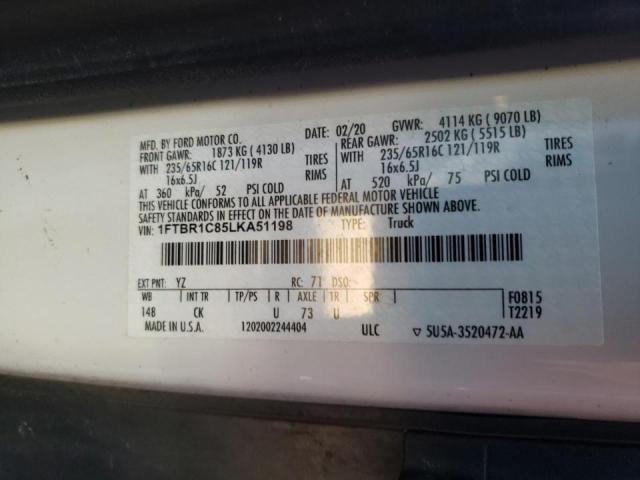 MFD. BY FORD MOTOR CO.
DATE: 02/20 GVWR: 4114 KG ( 9070 LB)
FRONT GAWR: 1873 KG ( 4130 LB) REAR GAWR: 2502 KG ( 5515 LB)
WITH 235/65R16C 121/119R TIRES WITH 235/65R16C 121/119R TIRES
16x6.5J RIMS 16x6.5J RIMS
AT 360 kPa/ 52 PSI COLD AT 520 kPa/ 75 PSI COLD
THIS VEHICLE CONFORMS TO ALL APPLICABLE FEDERAL MOTOR VEHICLE
SAFETY STANDARDS IN EFFECT ON THE DATE OF MANUFACTURE SHOWN ABOVE.
VIN: 1FTBR1C85LKA51198 TYPE: Truck
EXT PNT: YZ RC: 71 DSO:
WB INT TR TP/PS R AXLE TR SPR F0815
148 CK U 73 U T2219
MADE IN U.S.A. 1202002244404 ULC ▽ 5U5A-3520472-AA